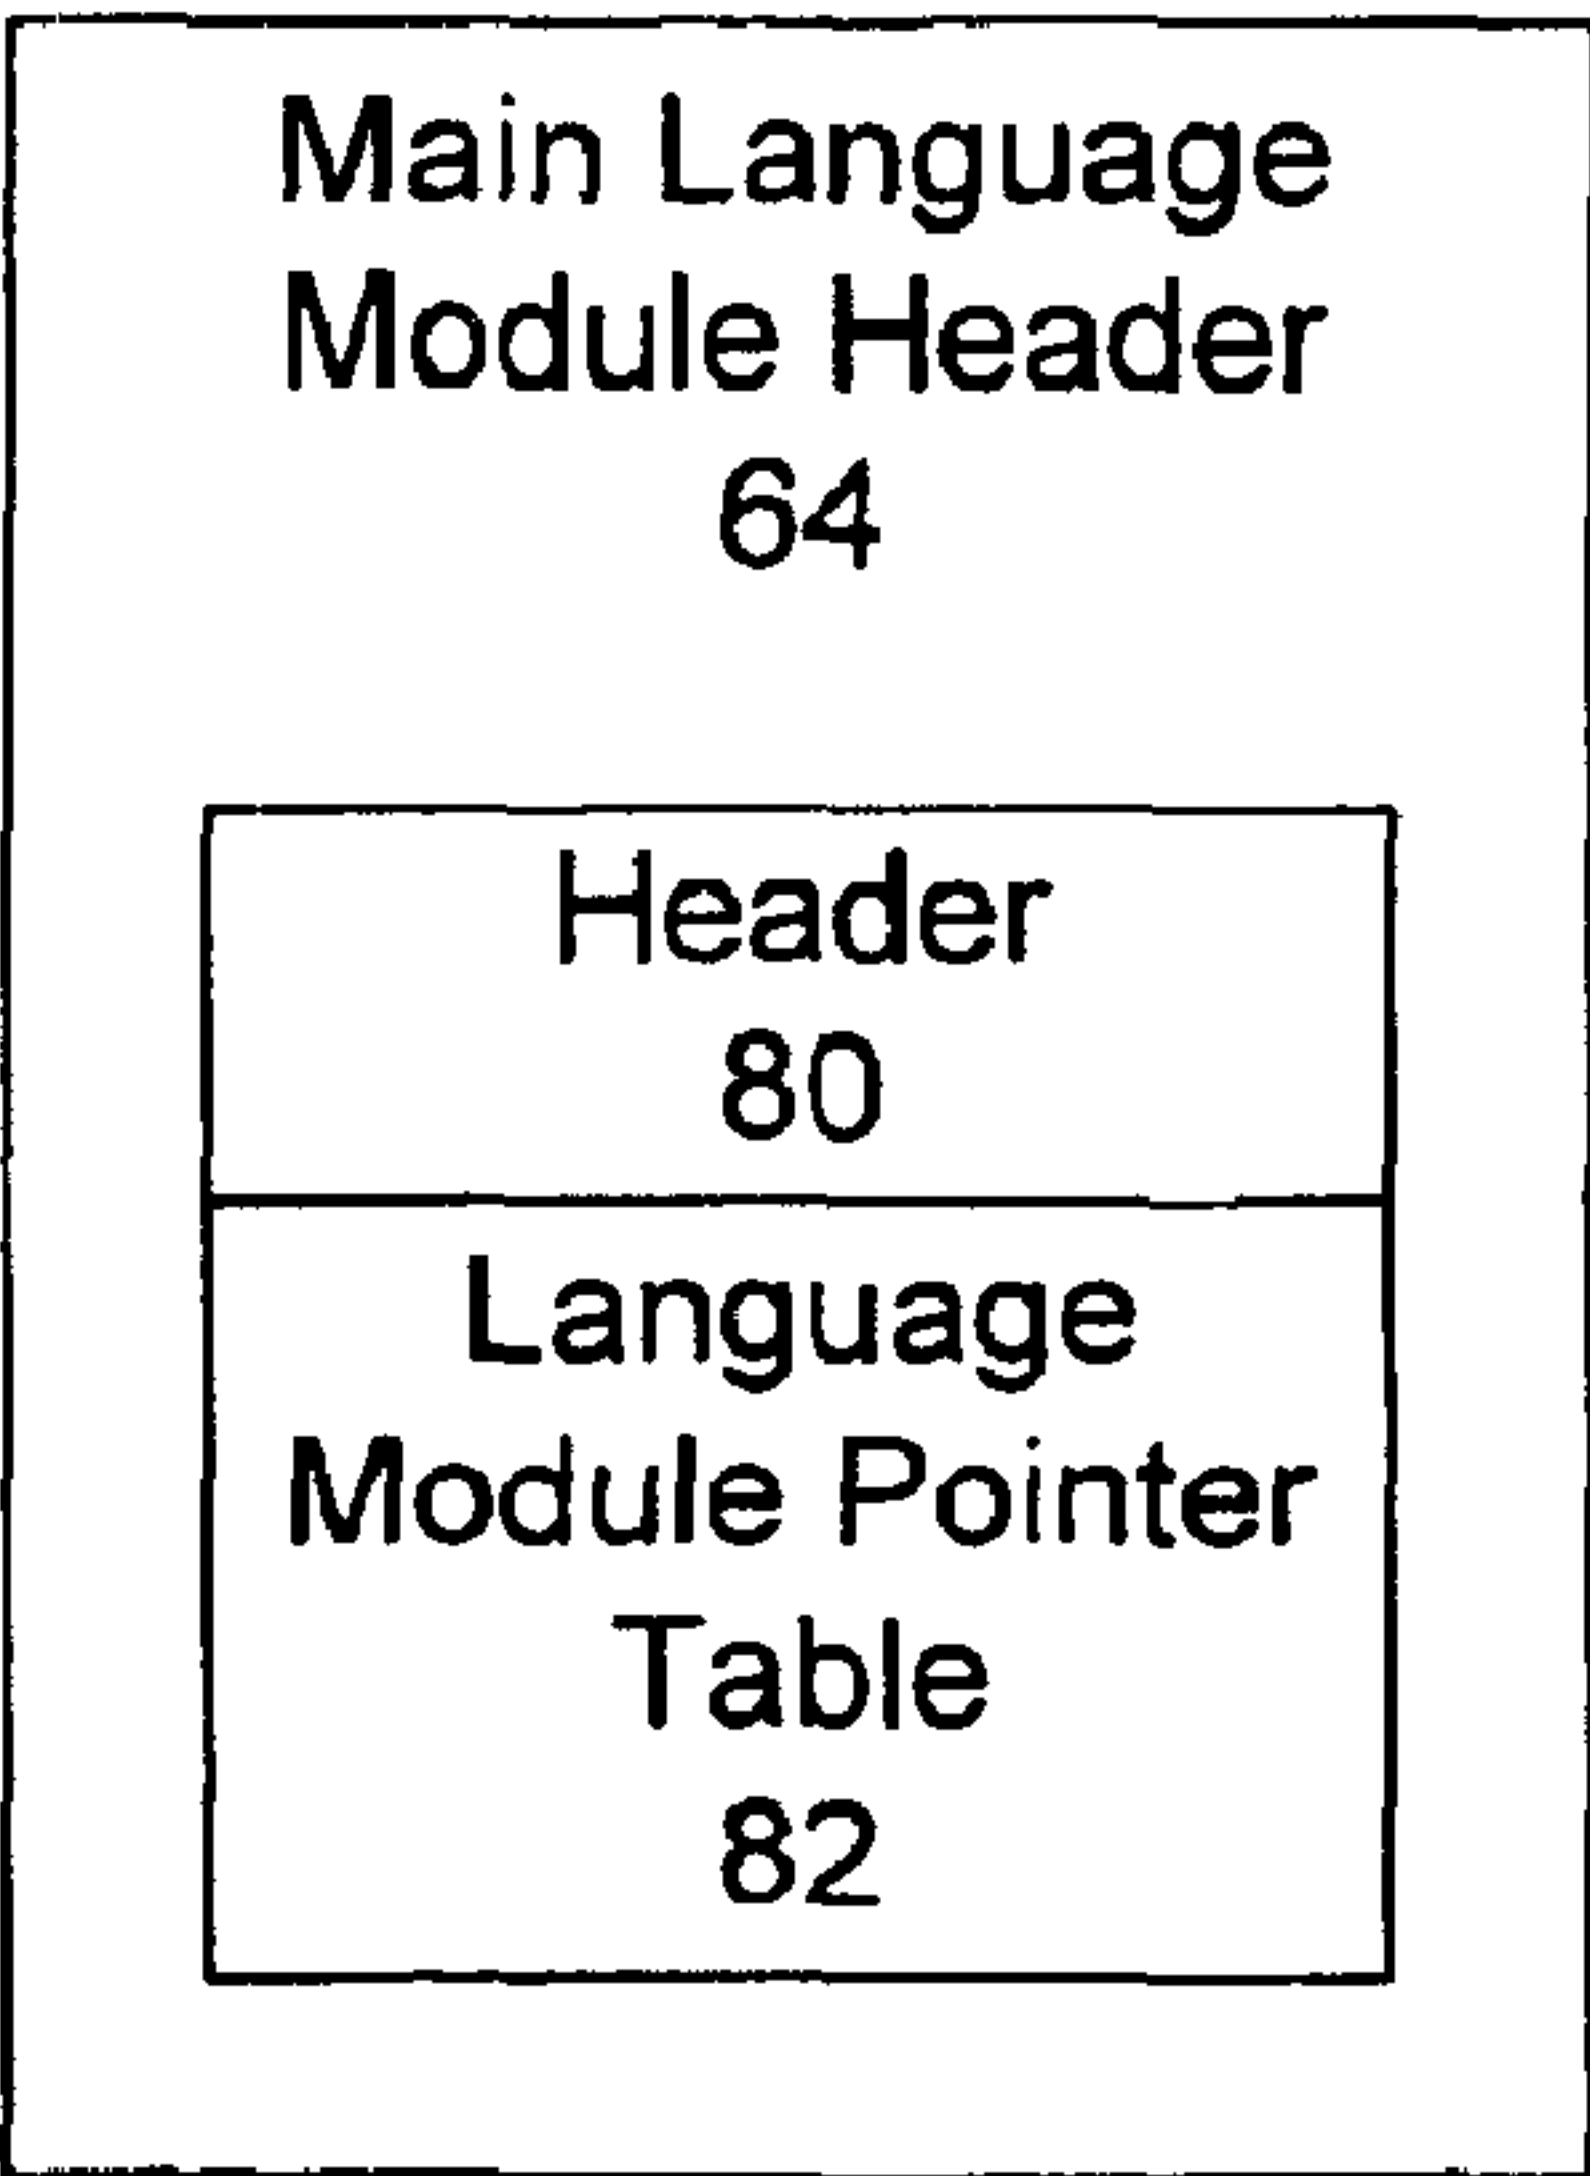 Main Language
Module Header
64
Header
80
Language
Module Pointer
Table
82